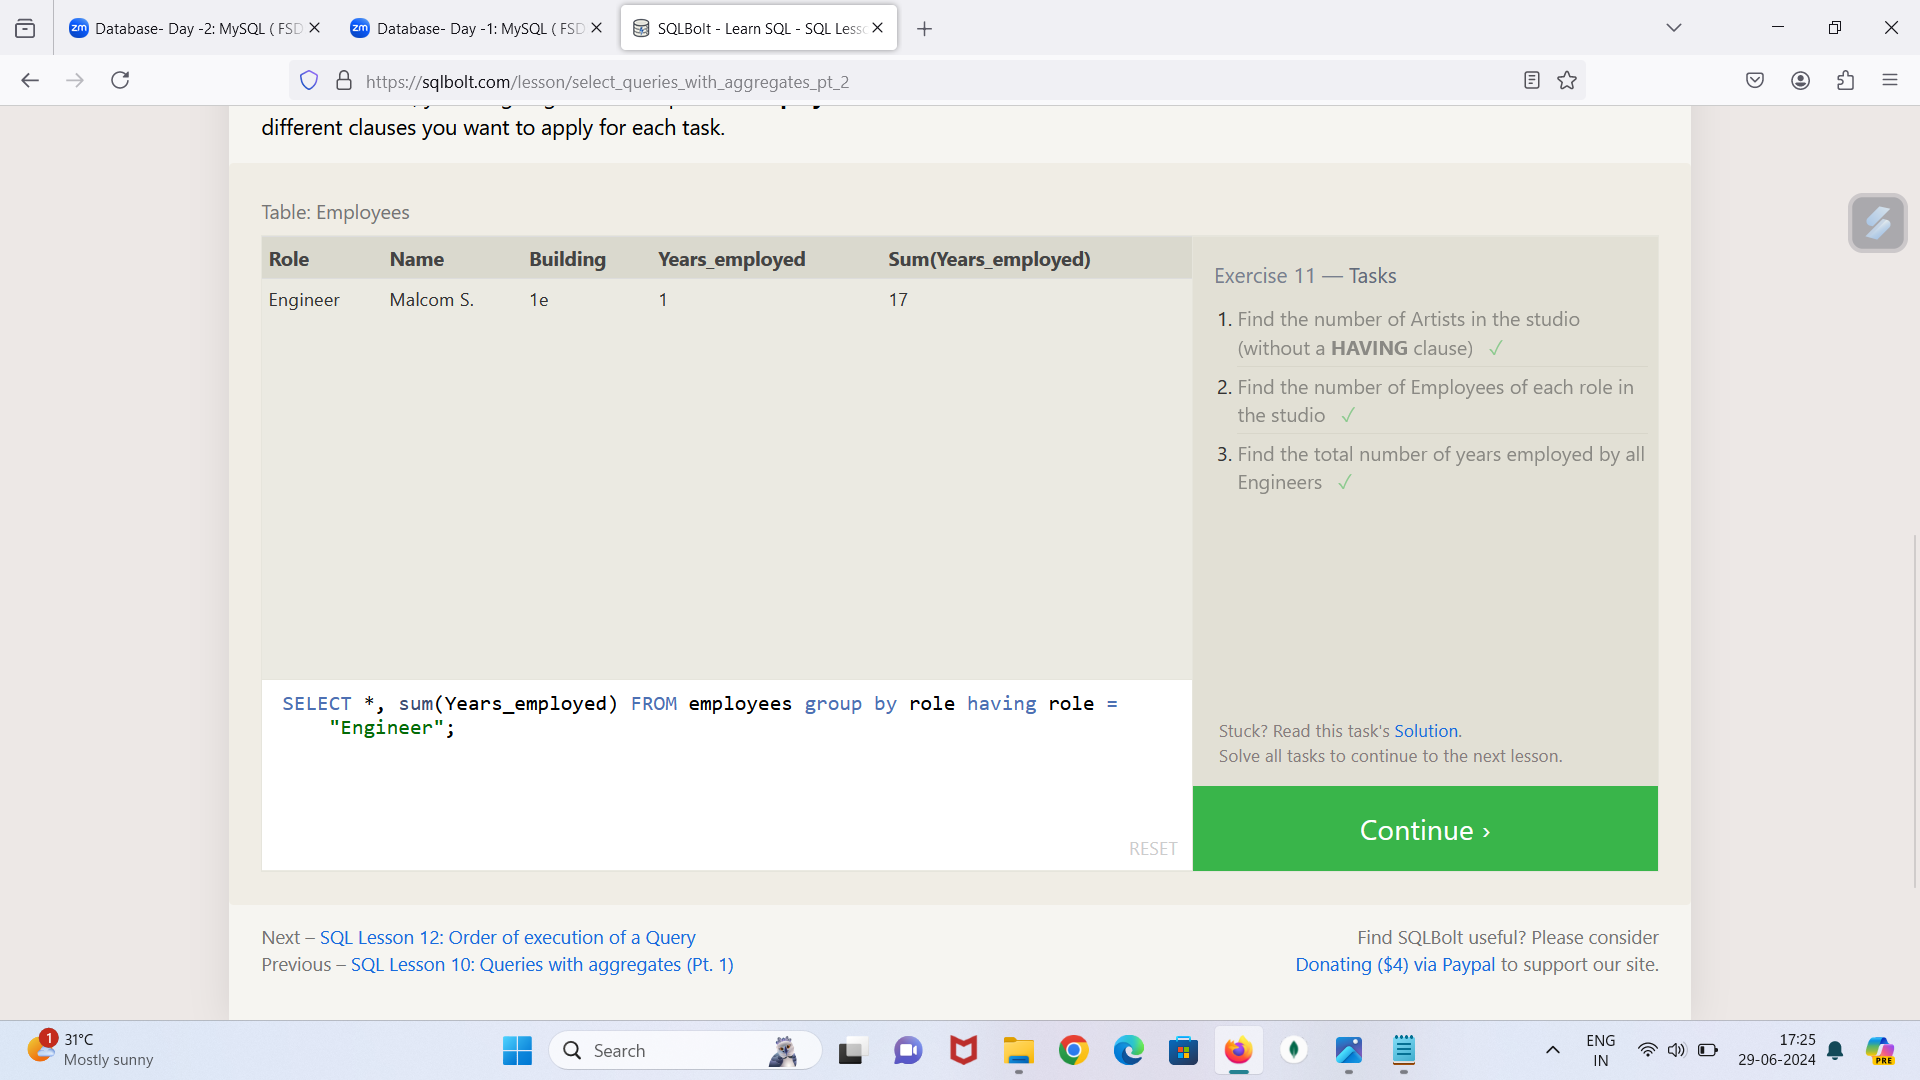 Database- Day -2: MySQL ( FSD
Database- Day -1: MySQL ( FSD
SQLBolt - Learn SQL - SQL Less
https://sqlbolt.com/lesson/select_queries_with_aggregates_pt_2
different clauses you want to apply for each task.
Table: Employees
Role Name Building Years_employed Sum(Years_employed)
Engineer Malcom S. 1e 1 17
Exercise 11 — Tasks
1. Find the number of Artists in the studio
(without a HAVING clause) ✓
2. Find the number of Employees of each role in
the studio ✓
3. Find the total number of years employed by all
Engineers ✓
SELECT *, sum(Years_employed) FROM employees group by role having role =
"Engineer";
RESET
Stuck? Read this task's Solution.
Solve all tasks to continue to the next lesson.
Continue ›
Next – SQL Lesson 12: Order of execution of a Query
Previous – SQL Lesson 10: Queries with aggregates (Pt. 1)
Find SQLBolt useful? Please consider
Donating ($4) via Paypal to support our site.
1
31°C
Mostly sunny
Search
ENG
IN
17:25
29-06-2024
PRE